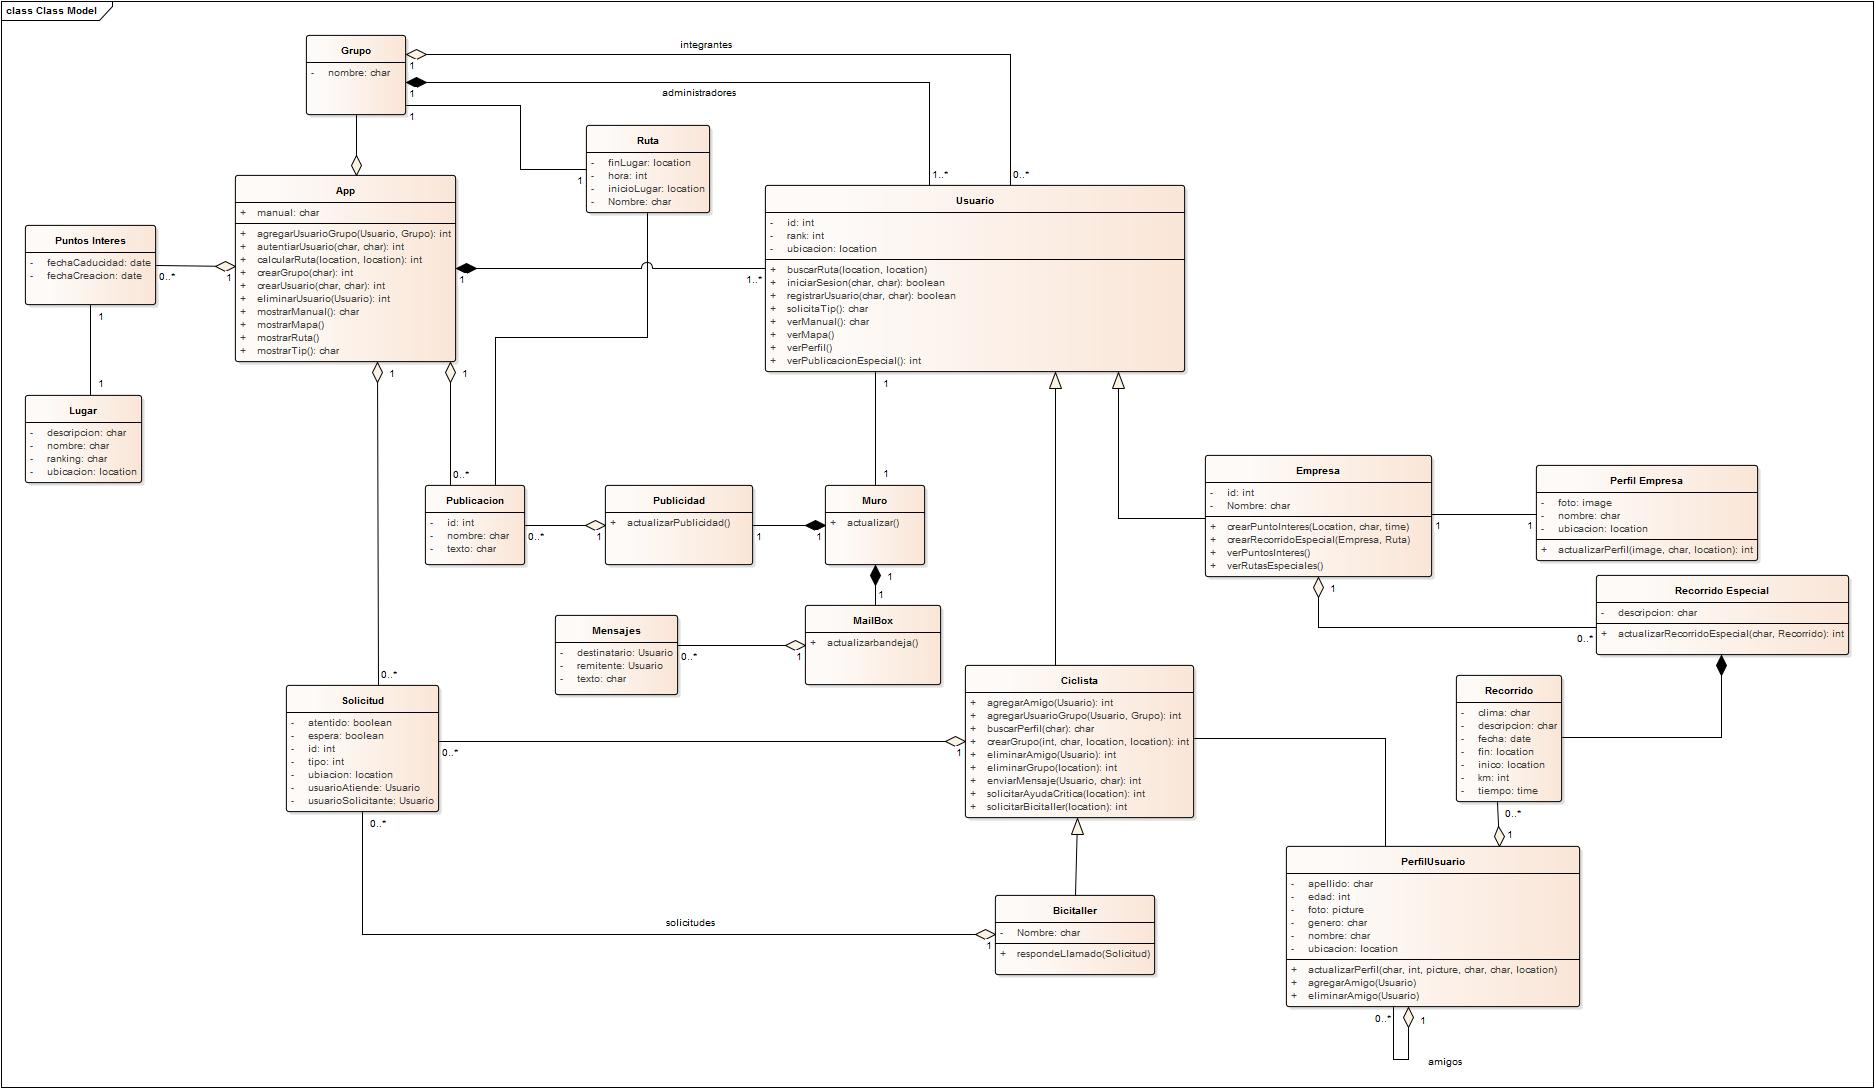 class Class Model
Grupo
- nombre: char
integrantes
1
1
administradores
1
1..*
0..*
Ruta
- finLugar: location
- hora: int
- inicioLugar: location
- Nombre: char
1
App
+ manual: char
+ agregarUsuarioGrupo(Usuario, Grupo): int
+ autentiarUsuario(char, char): int
+ calcularRuta(location, location): int
+ crearGrupo(char): int
+ crearUsuario(char, char): int
+ eliminarUsuario(Usuario): int
+ mostrarManual(): char
+ mostrarMapa()
+ mostrarRuta()
+ mostrarTip(): char
Puntos Interes
- fechaCaducidad: date
- fechaCreacion: date
0..*
1
1
1
Lugar
- descripcion: char
- nombre: char
- ranking: char
- ubicacion: location
1
1..*
Usuario
- id: int
- rank: int
- ubicacion: location
+ buscarRuta(location, location)
+ iniciarSesion(char, char): boolean
+ registrarUsuario(char, char): boolean
+ solicitaTip(): char
+ verManual(): char
+ verMapa()
+ verPerfil()
+ verPublicacionEspecial(): int
1
1
0..*
1
1
Publicacion
- id: int
- nombre: char
- texto: char
0..*
1
Publicidad
+ actualizarPublicidad()
1
1
Muro
+ actualizar()
1
1
MailBox
+ actualizarbandeja()
1
0..*
Mensajes
- destinatario: Usuario
- remitente: Usuario
- texto: char
Empresa
- id: int
- Nombre: char
+ crearPuntoInteres(Location, char, time)
+ crearRecorridoEspecial(Empresa, Ruta)
+ verPuntosInteres()
+ verRutasEspeciales()
1
1
Perfil Empresa
- foto: image
- nombre: char
- ubicacion: location
+ actualizarPerfil(image, char, location): int
1
0..*
Recorrido Especial
- descripcion: char
+ actualizarRecorridoEspecial(char, Recorrido): int
0..*
Solicitud
- atentido: boolean
- espera: boolean
- id: int
- tipo: int
- ubiacion: location
- usuarioAtiende: Usuario
- usuarioSolicitante: Usuario
0..*
1
0..*
Ciclista
+ agregarAmigo(Usuario): int
+ agregarUsuarioGrupo(Usuario, Grupo): int
+ buscarPerfil(char): char
+ crearGrupo(int, char, location, location): int
+ eliminarAmigo(Usuario): int
+ eliminarGrupo(location): int
+ enviarMensaje(Usuario, char): int
+ solicitarAyudaCritica(location): int
+ solicitarBicitaller(location): int
Recorrido
- clima: char
- descripcion: char
- fecha: date
- fin: location
- inico: location
- km: int
- tiempo: time
0..*
1
solicitudes
1
Bicitaller
- Nombre: char
+ respondeLlamado(Solicitud)
PerfilUsuario
- apellido: char
- edad: int
- foto: picture
- genero: char
- nombre: char
- ubicacion: location
+ actualizarPerfil(char, int, picture, char, char, location)
+ agregarAmigo(Usuario)
+ eliminarAmigo(Usuario)
0..*
1
amigos